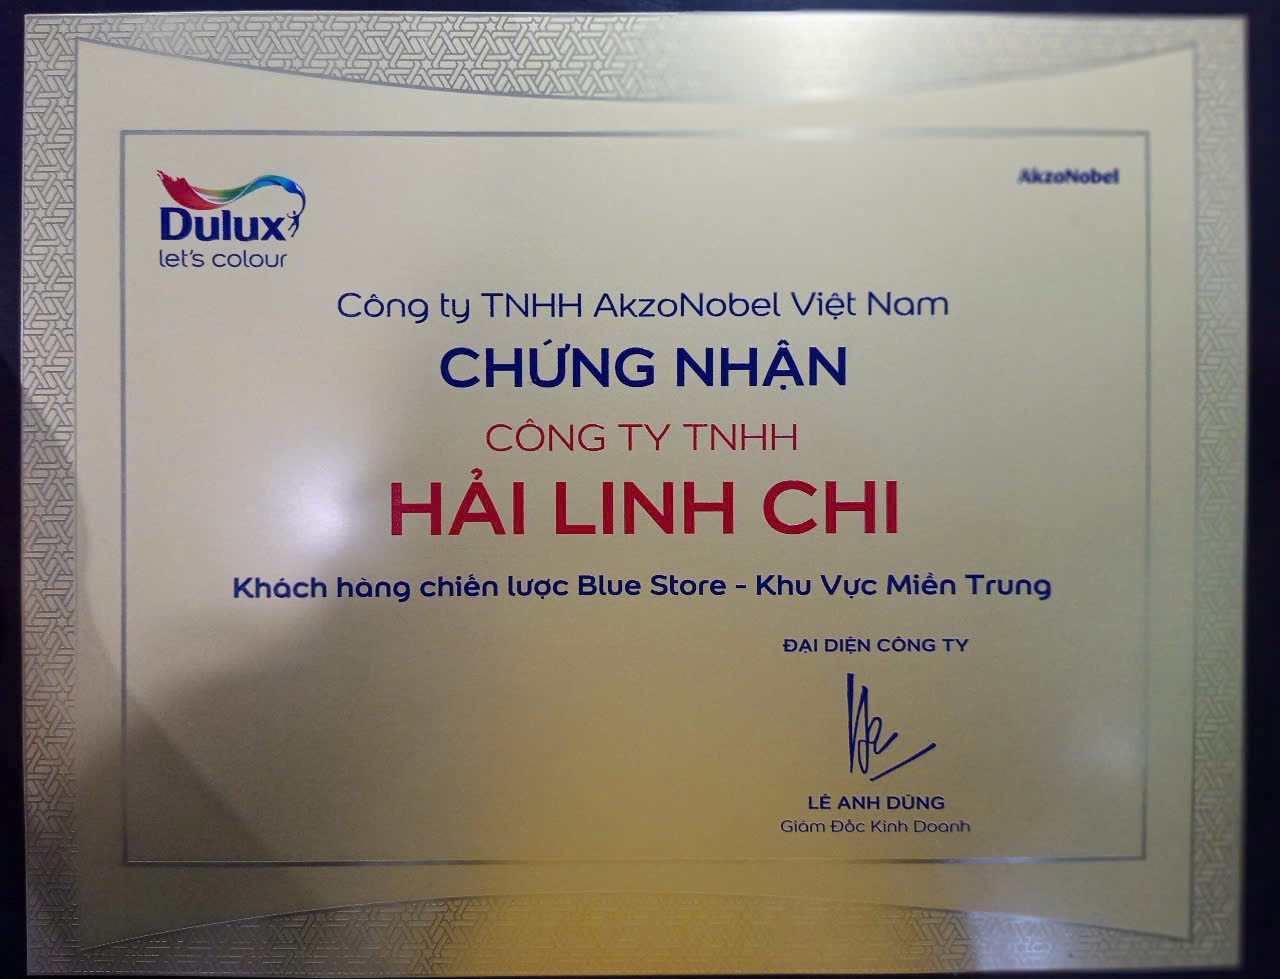 Dulux
let's colour
AkzoNobel
Công ty TNHH AkzoNobel Việt Nam
CHỨNG NHẬN
CÔNG TY TNHH
HẢI LINH CHI
Khách hàng chiến lược Blue Store - Khu Vực Miền Trung
ĐẠI DIỆN CÔNG TY
LÊ ANH DŨNG
Giám Đốc Kinh Doanh